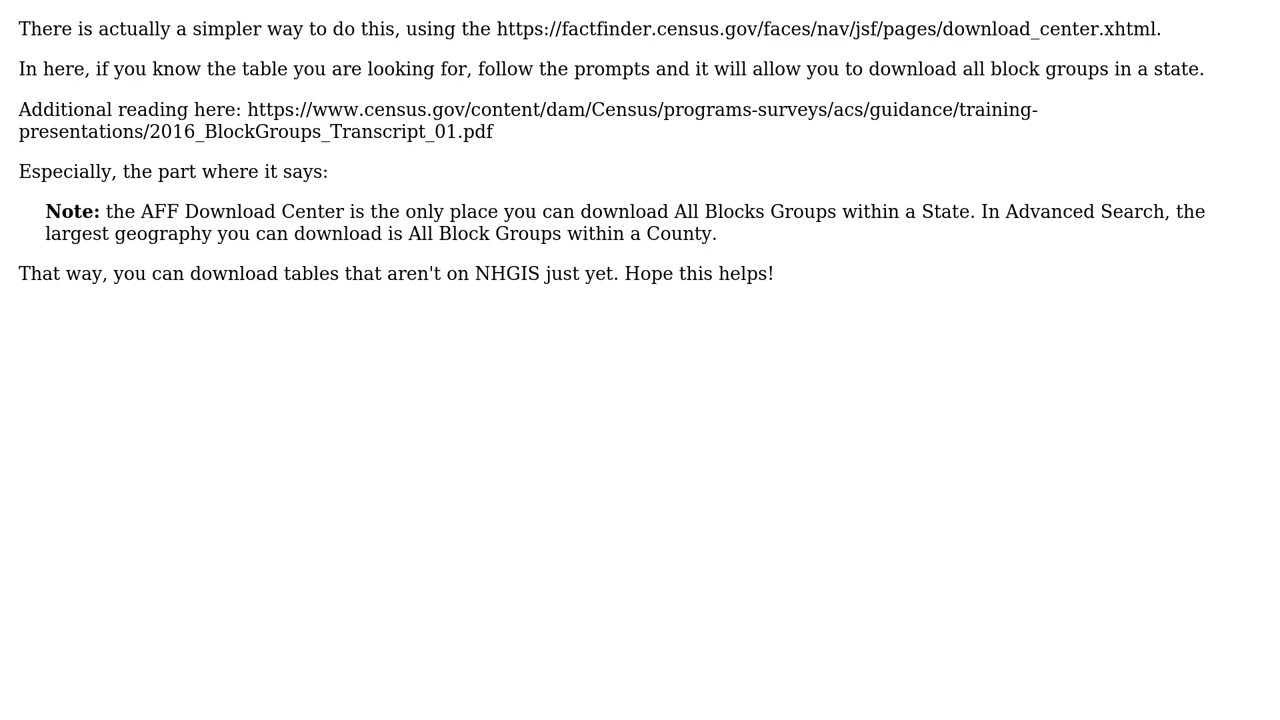 There is actually a simpler way to do this, using the https://factfinder.census.gov/faces/nav/jsf/pages/download_center.xhtml.
In here, if you know the table you are looking for, follow the prompts and it will allow you to download all block groups in a state.
Additional reading here: https://www.census.gov/content/dam/Census/programs-surveys/acs/guidance/training-
presentations/2016_BlockGroups_Transcript_01.pdf
Especially, the part where it says:
Note: the AFF Download Center is the only place you can download All Blocks Groups within a State. In Advanced Search, the
largest geography you can download is All Block Groups within a County.
That way, you can download tables that aren't on NHGIS just yet. Hope this helps!